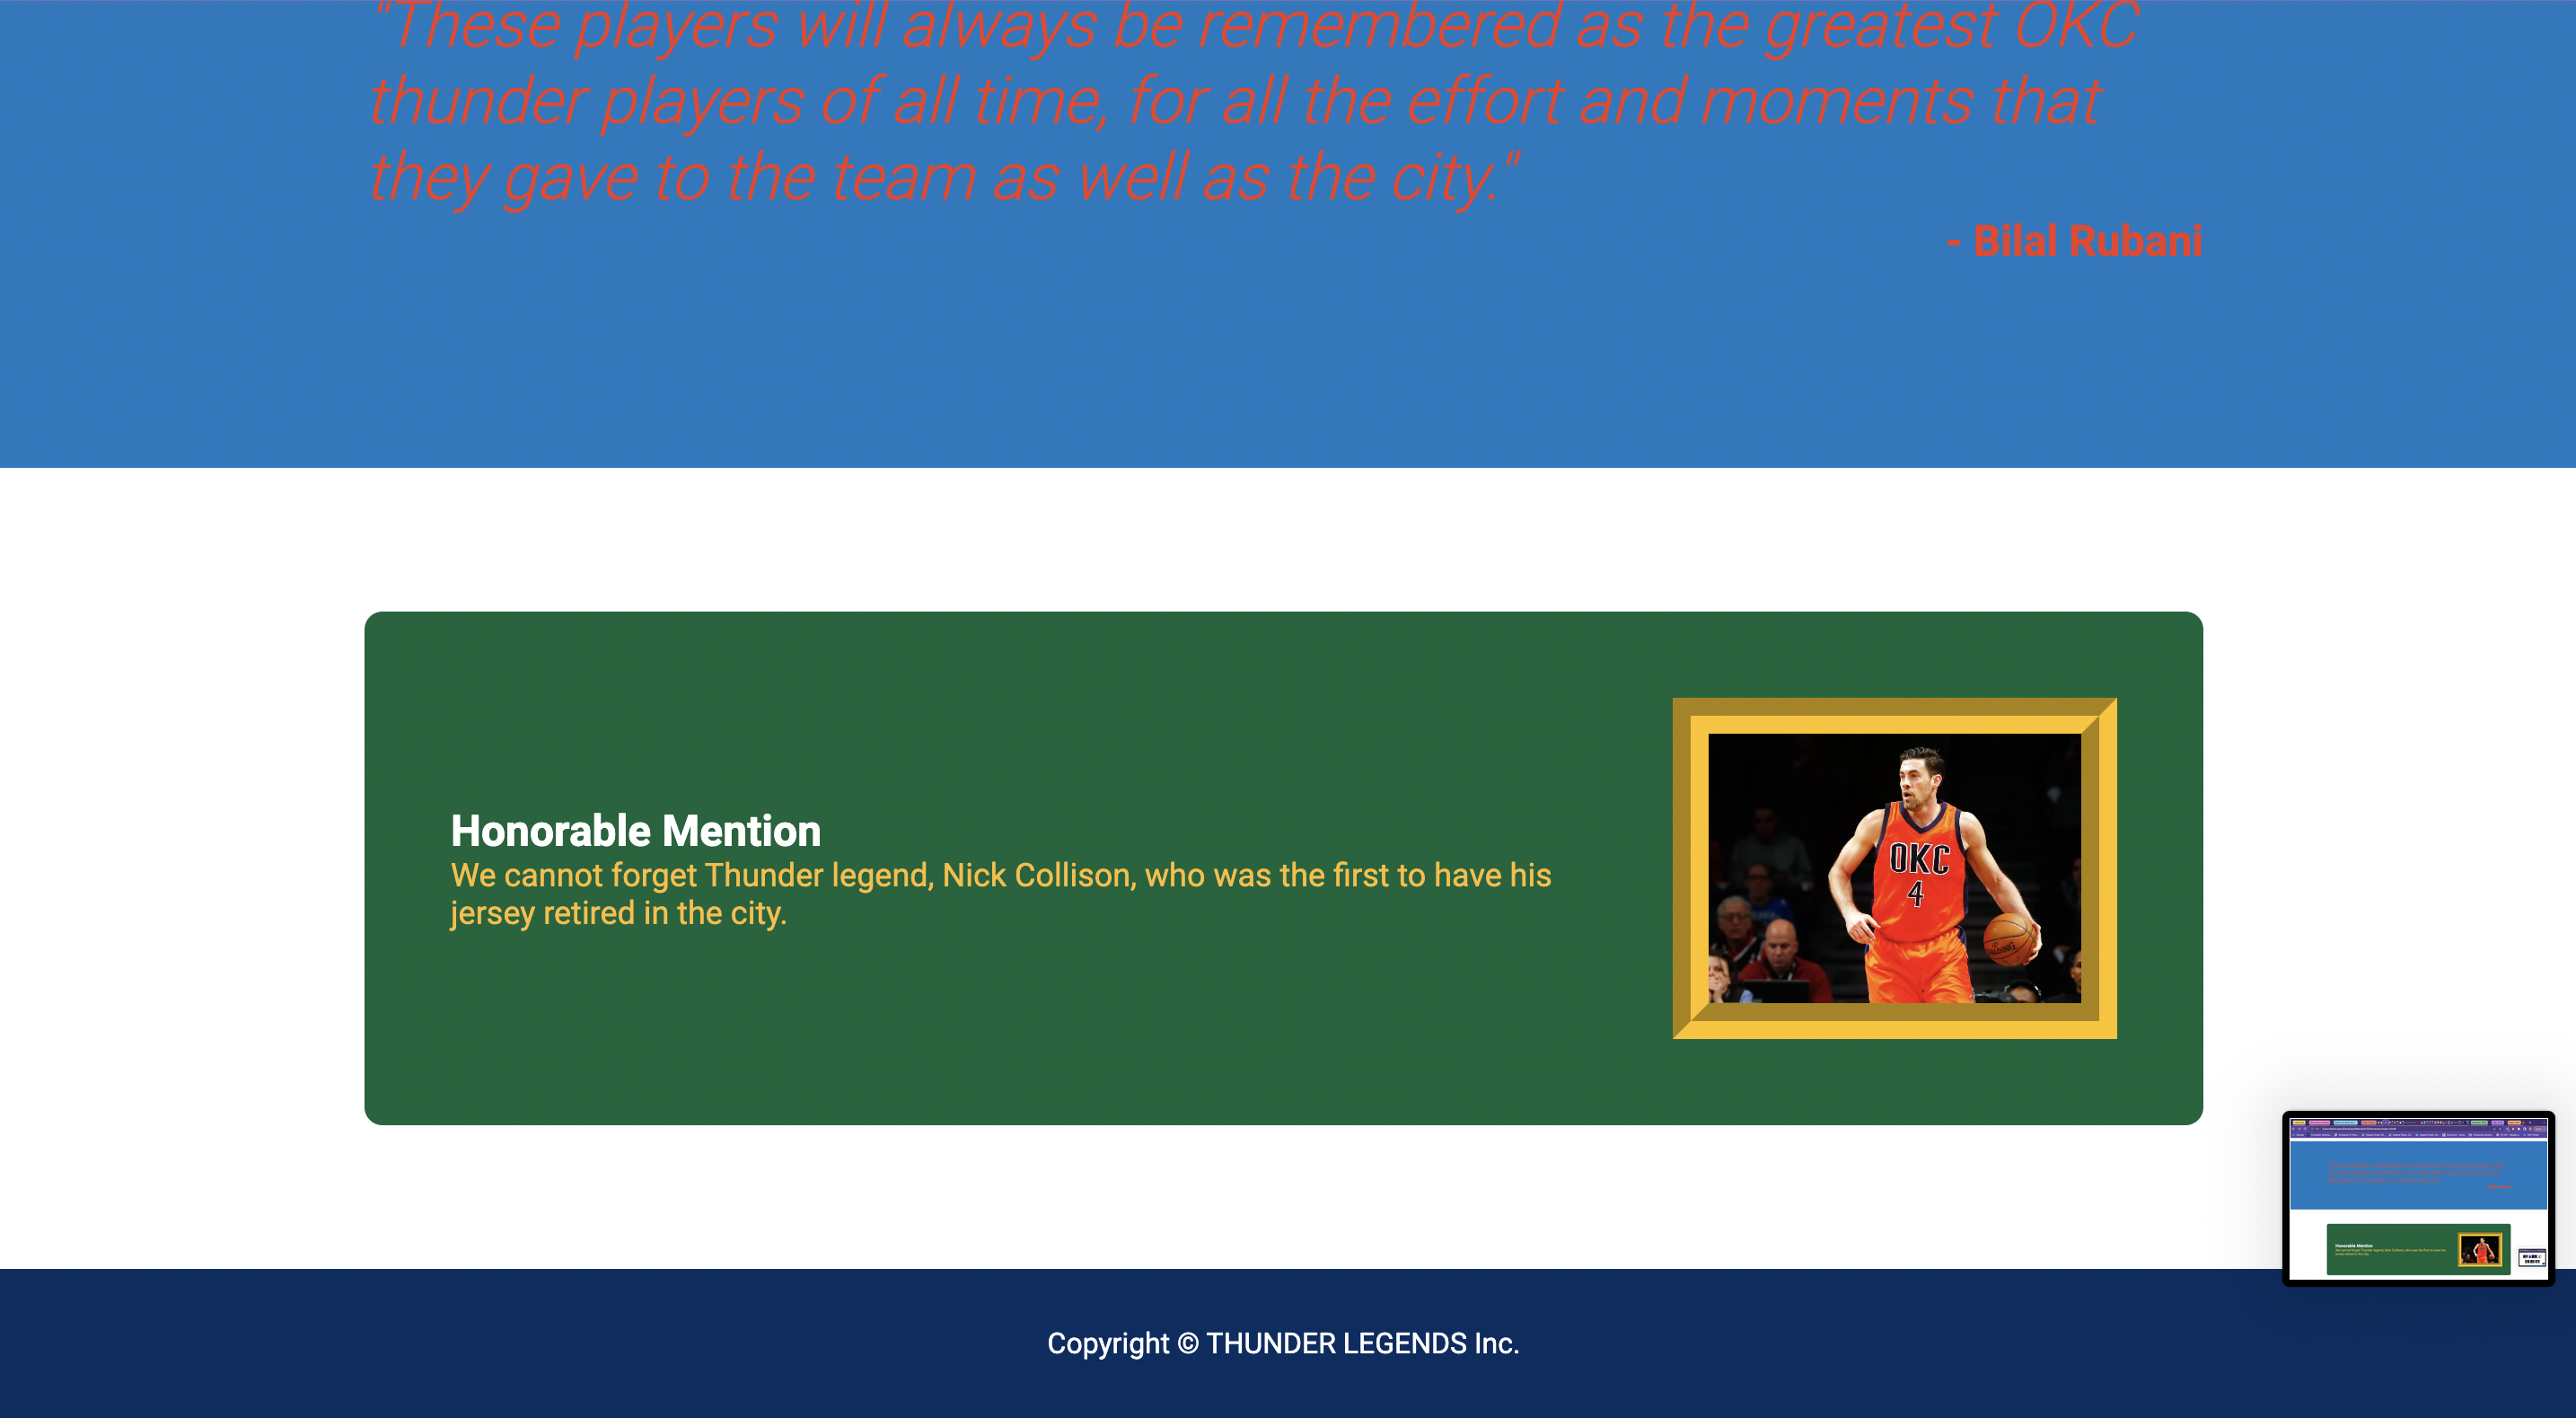 "These players will always be remembered as the greatest OKC
thunder players of all time, for all the effort and moments that
they gave to the team as well as the city."
- Bilal Rubani
Honorable Mention
We cannot forget Thunder legend, Nick Collison, who was the first to have his
jersey retired in the city.
OKC
4
SPALDING
Copyright © THUNDER LEGENDS Inc.
Honorable Mention